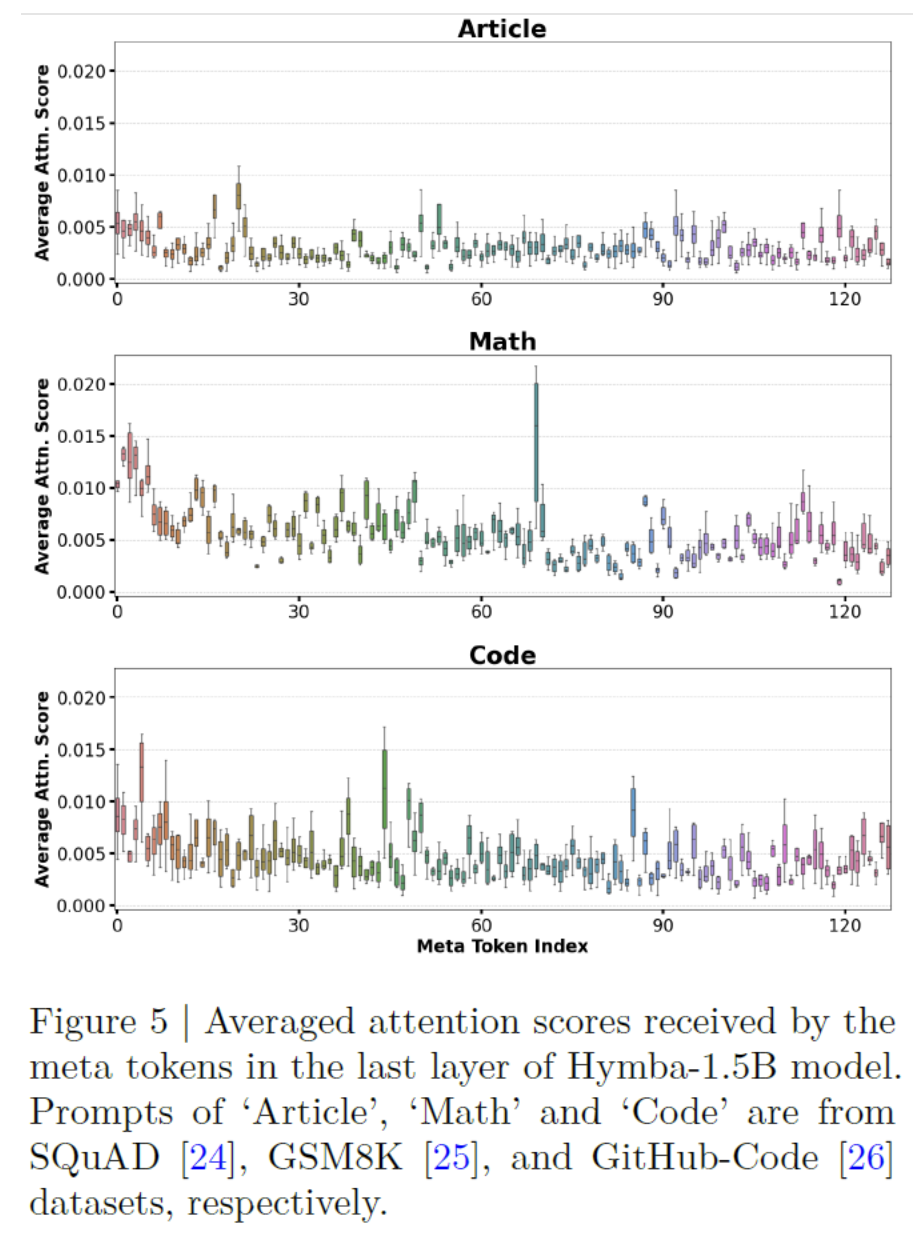 Article
Average Attn. Score
0.020
0.015
0.010
0.005
0.000
0 30 60 90 120
Math
Average Attn. Score
0.020
0.015
0.010
0.005
0.000
0 30 60 90 120
Code
Average Attn. Score
0.020
0.015
0.010
0.005
0.000
0 30 60 90 120
Meta Token Index
Figure 5 | Averaged attention scores received by the
meta tokens in the last layer of Hymba-1.5B model.
Prompts of ‘Article’, ‘Math’ and ‘Code’ are from
SQuAD [24], GSM8K [25], and GitHub-Code [26]
datasets, respectively.